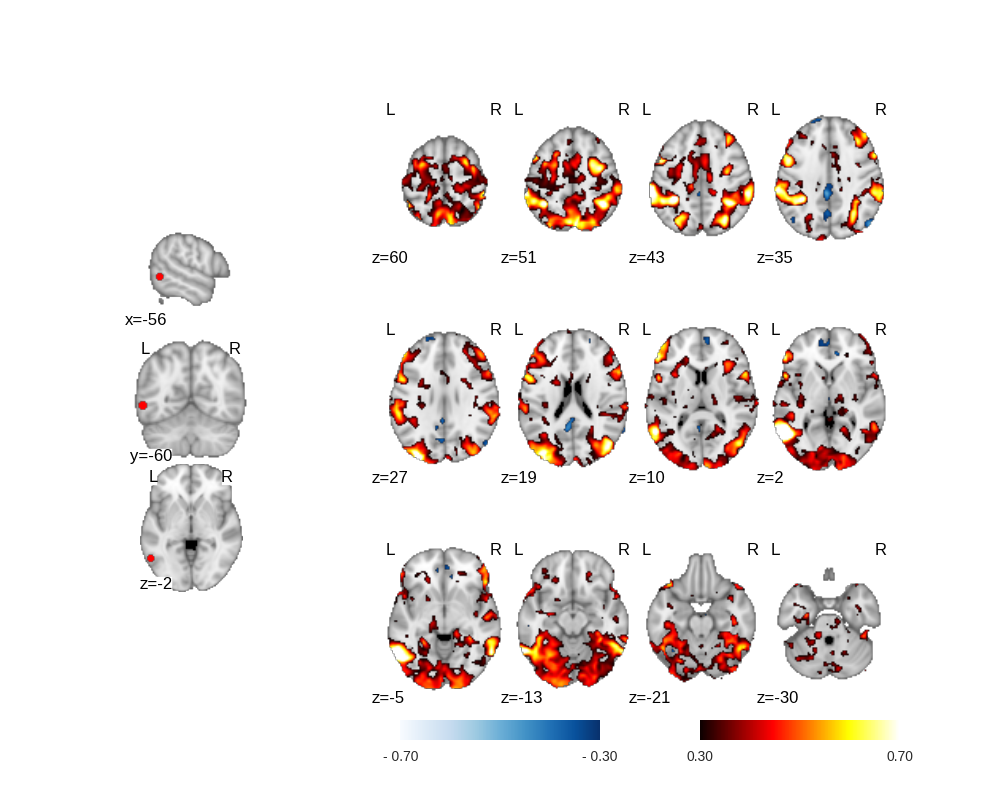 L R L R L R L R
z=60 z=51 z=43 z=35
x=-56
L R
y=-60
L R
z=-2
L R L R L R L R
z=27 z=19 z=10 z=2
L R L R L R L R
z=-5 z=-13 z=-21 z=-30
- 0.70 - 0.30 0.30 0.70